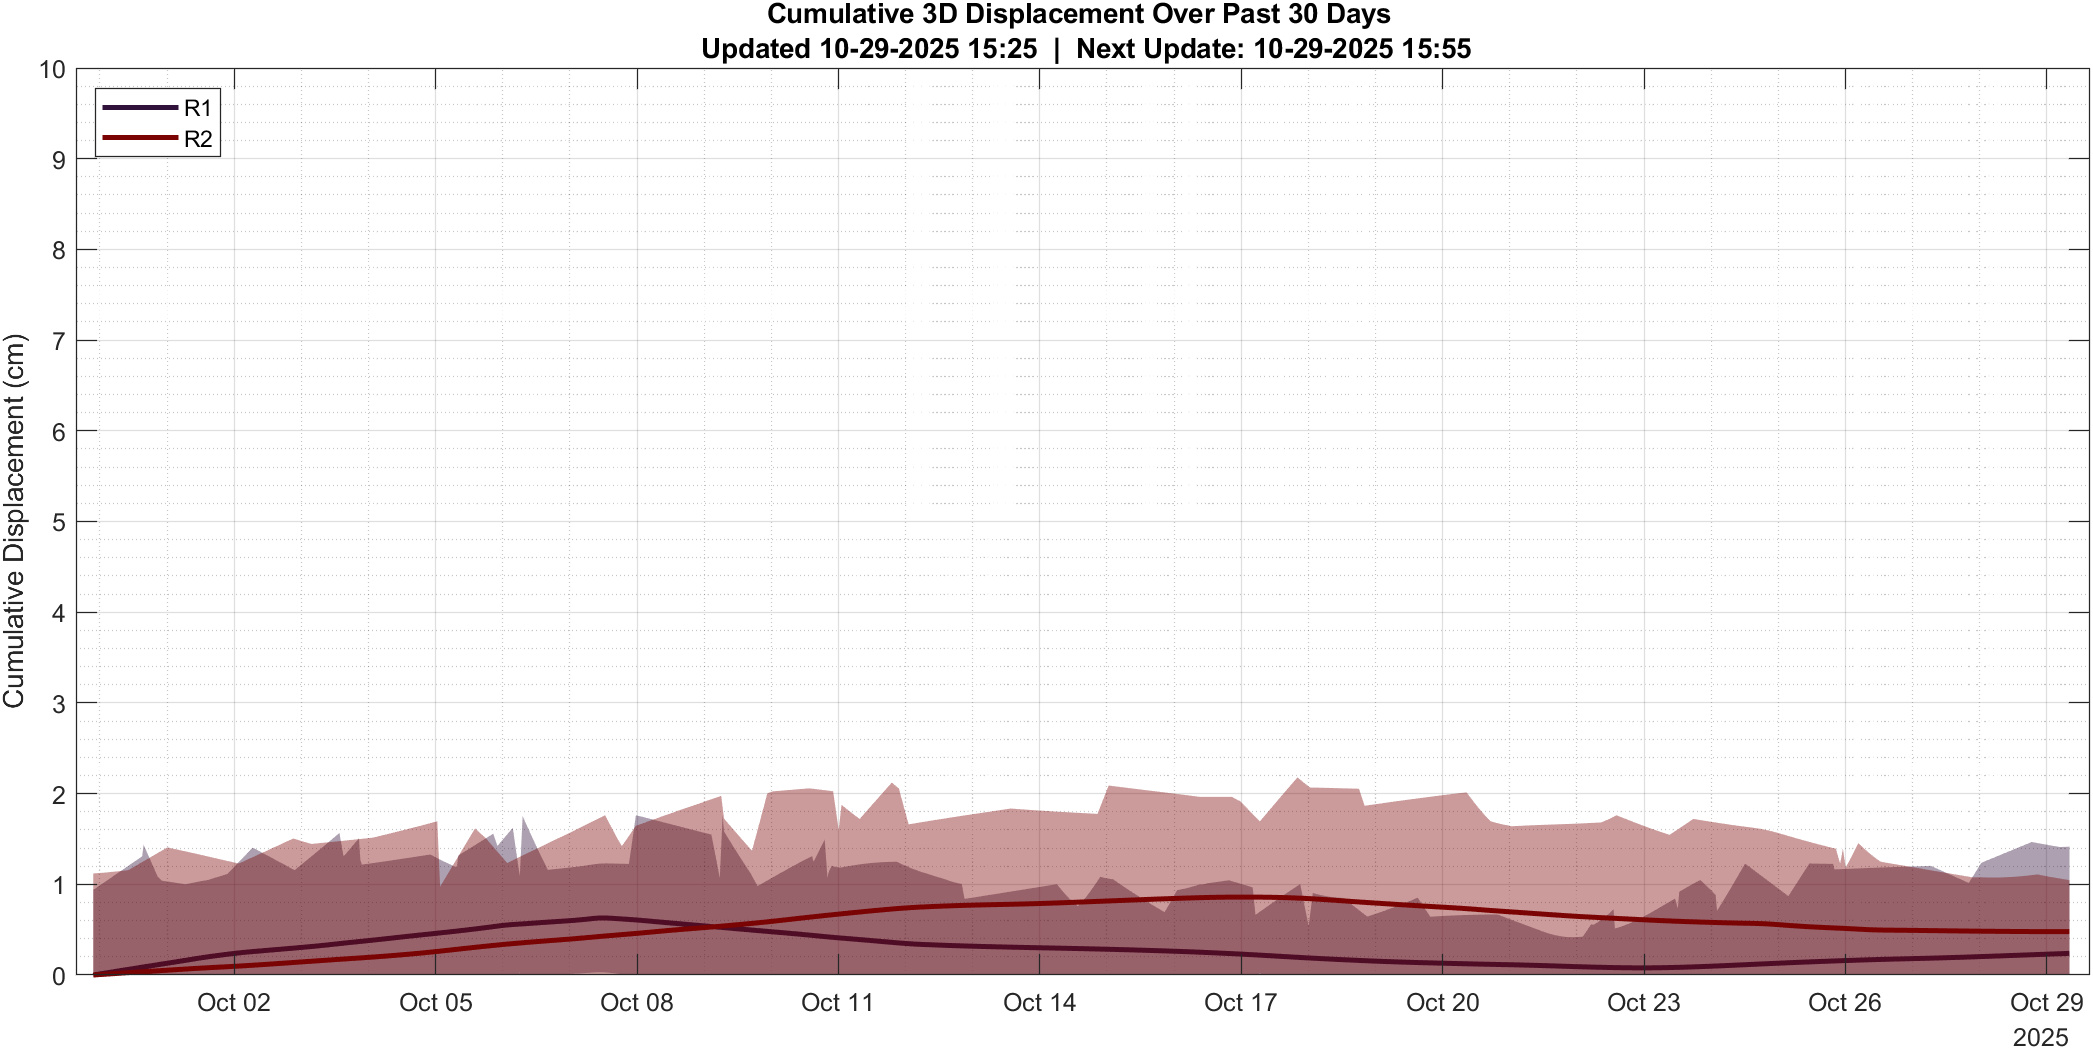 Cumulative 3D Displacement Over Past 30 Days
Updated 10-29-2025 15:25 | Next Update: 10-29-2025 15:55
Cumulative Displacement (cm)
10
9
8
7
6
5
4
3
2
1
0
R1
R2
Oct 02 Oct 05 Oct 08 Oct 11 Oct 14 Oct 17 Oct 20 Oct 23 Oct 26 Oct 29
2025